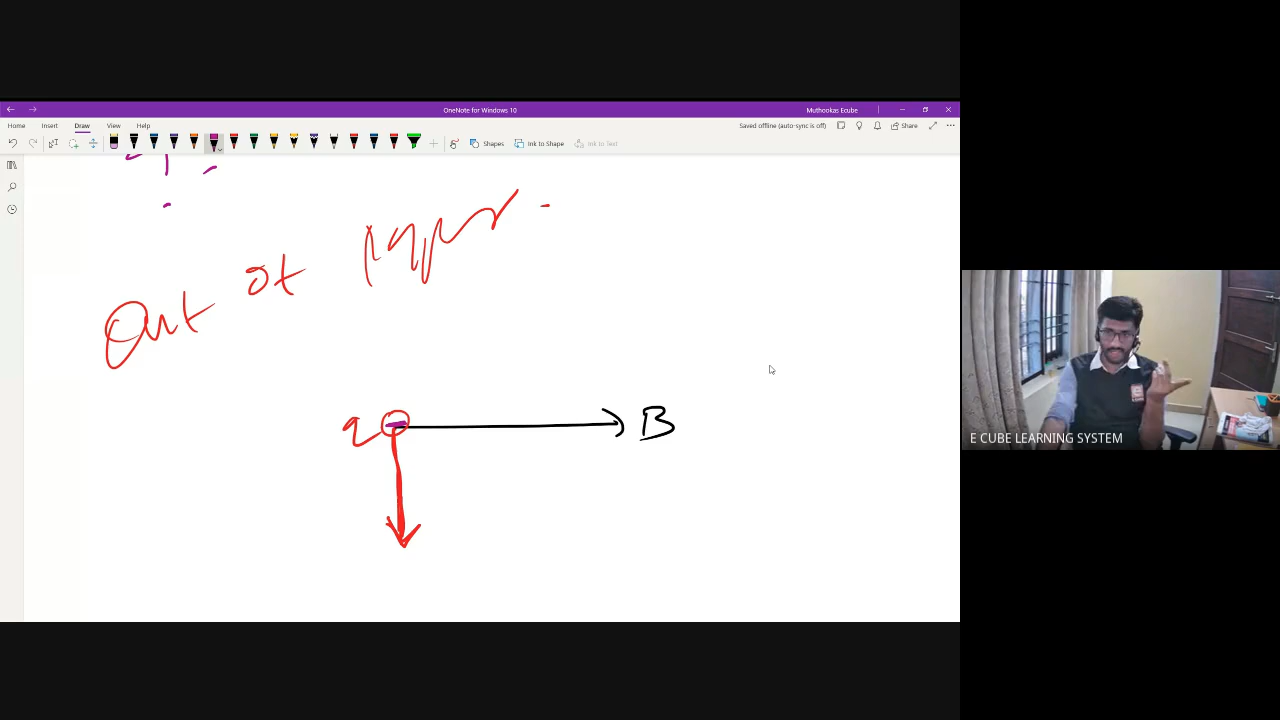 OneNote for Windows 10
Muthookas Ecube
Home Insert Draw View Help
Saved offline (auto-sync is off) Share
Shapes Ink to Shape Ink to Text
Out of
q B
E CUBE LEARNING SYSTEM